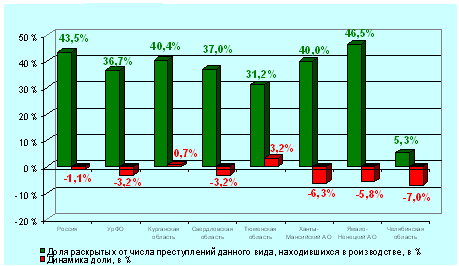 50 %
40 %
30 %
20 %
10 %
0 %
-10 %
-20 %
43,5%
36,7%
40,4%
37,0%
31,2%
40,0%
46,5%
5,3%
-1,1%
-3,2%
0,7%
-3,2%
3,2%
-6,3%
-5,8%
-7,0%
Россия
УрФО
Курганская
область
Свердловская
область
Тюменская
область
Ханты-
Мансийский АО
Ямало-
Ненецкий АО
Челябинская
область
Доля раскрытых от числа преступлений данного вида, находившихся в роизводстве, в %
Динамика доли, в %